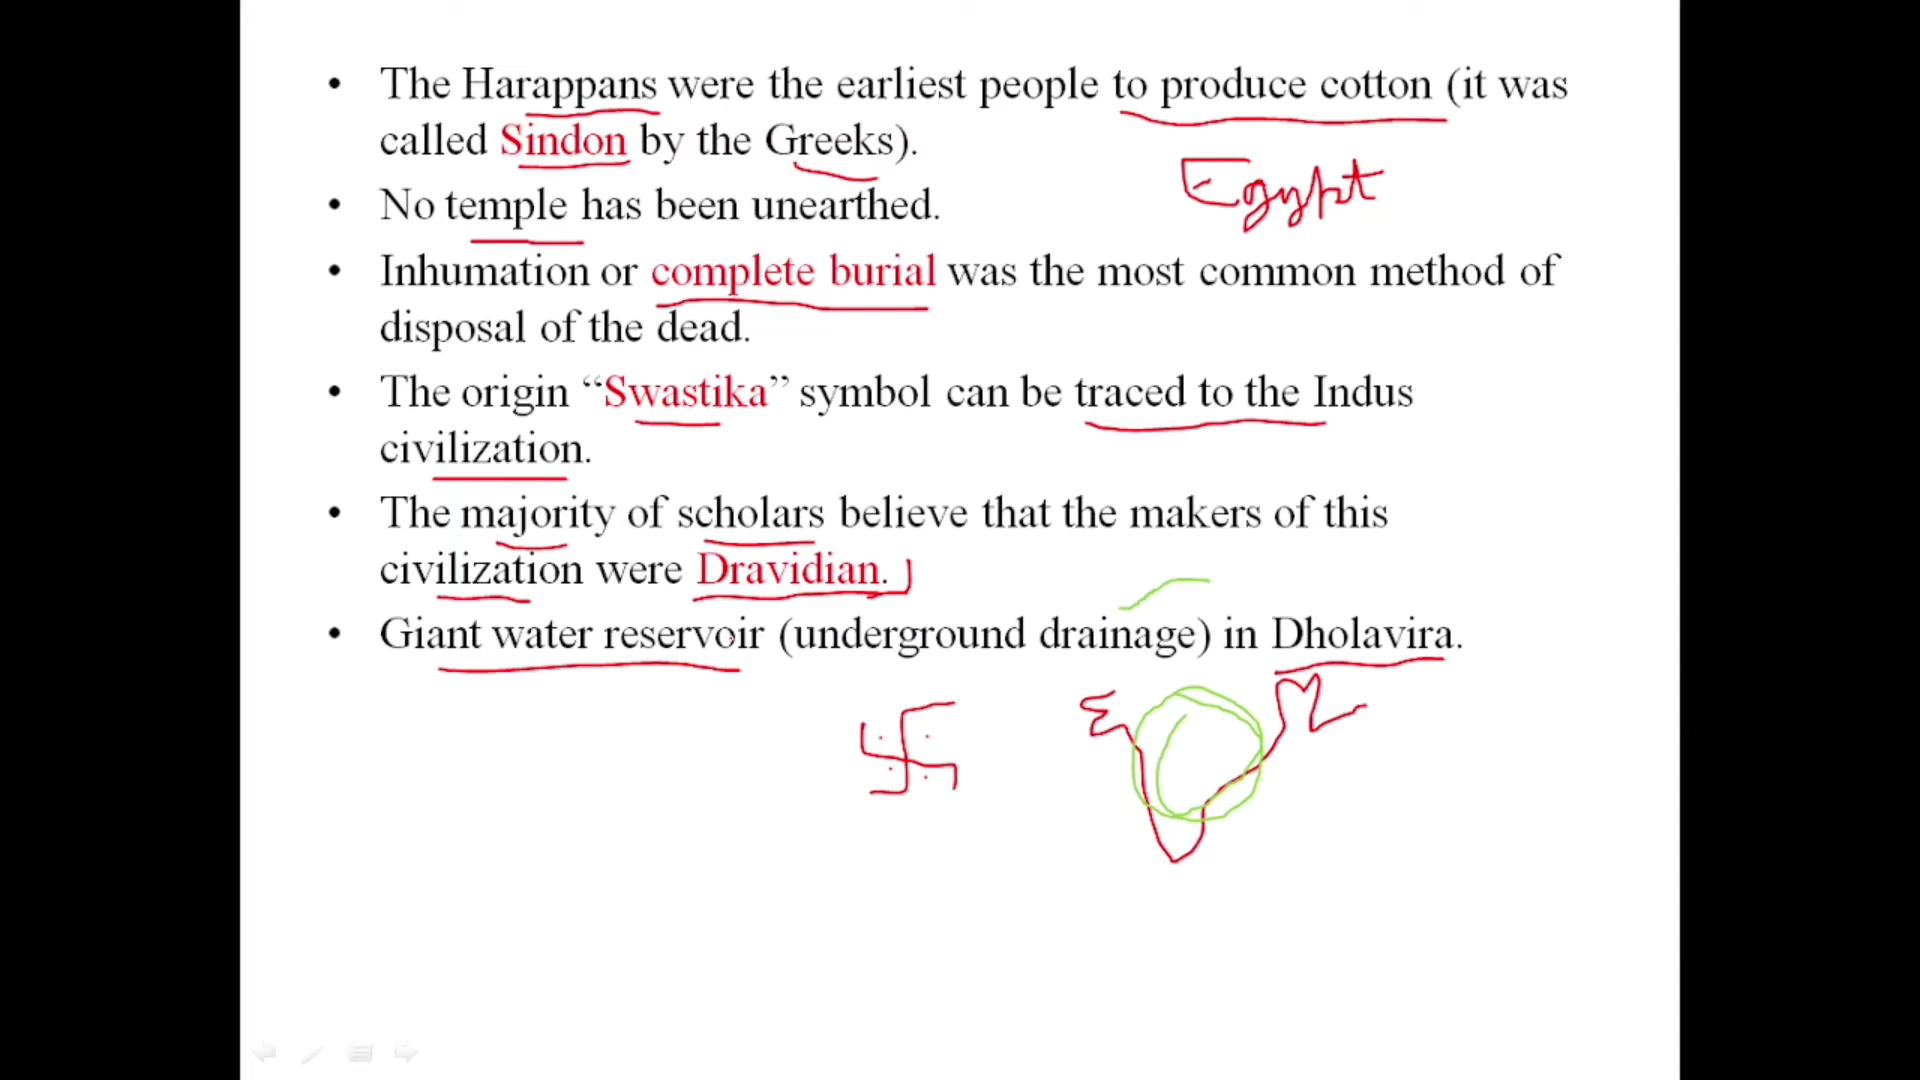 • The Harappans were the earliest people to produce cotton (it was
called Sindon by the Greeks).
Egypt
• No temple has been unearthed.
• Inhumation or complete burial was the most common method of
disposal of the dead.
• The origin “Swastika” symbol can be traced to the Indus
civilization.
• The majority of scholars believe that the makers of this
civilization were Dravidian.
• Giant water reservoir (underground drainage) in Dholavira.